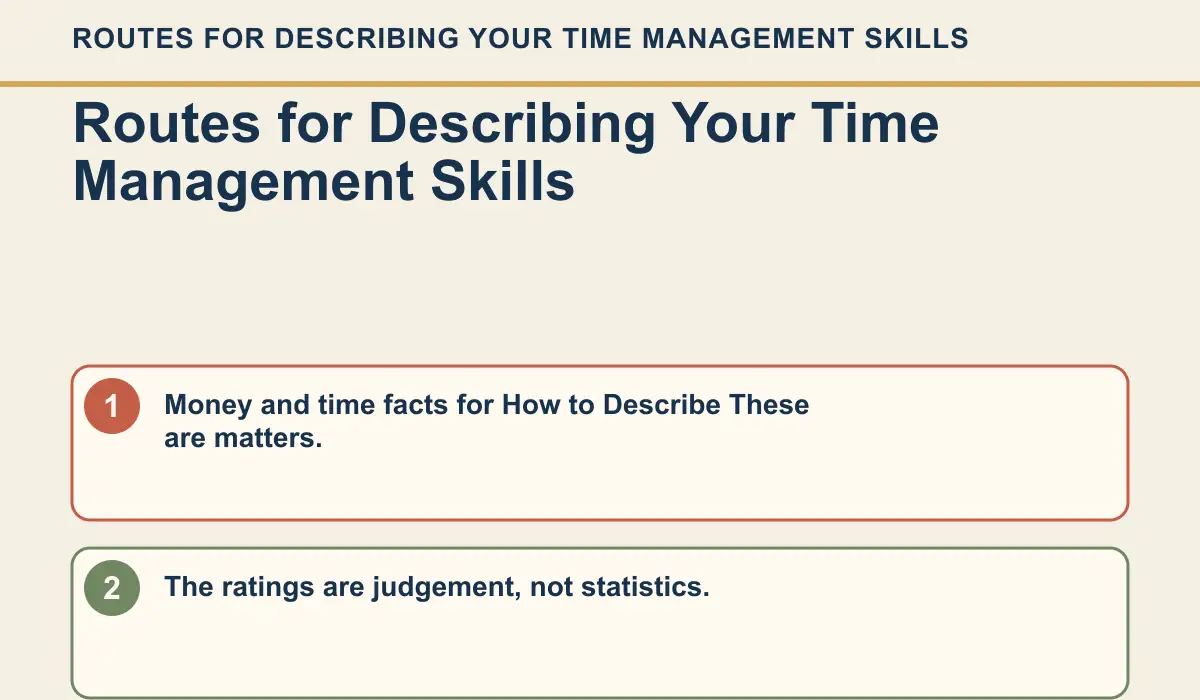 ROUTES FOR DESCRIBING YOUR TIME MANAGEMENT SKILLS
Routes for Describing Your Time
Management Skills
1
Money and time facts for How to Describe These
are matters.
2
The ratings are judgement, not statistics.